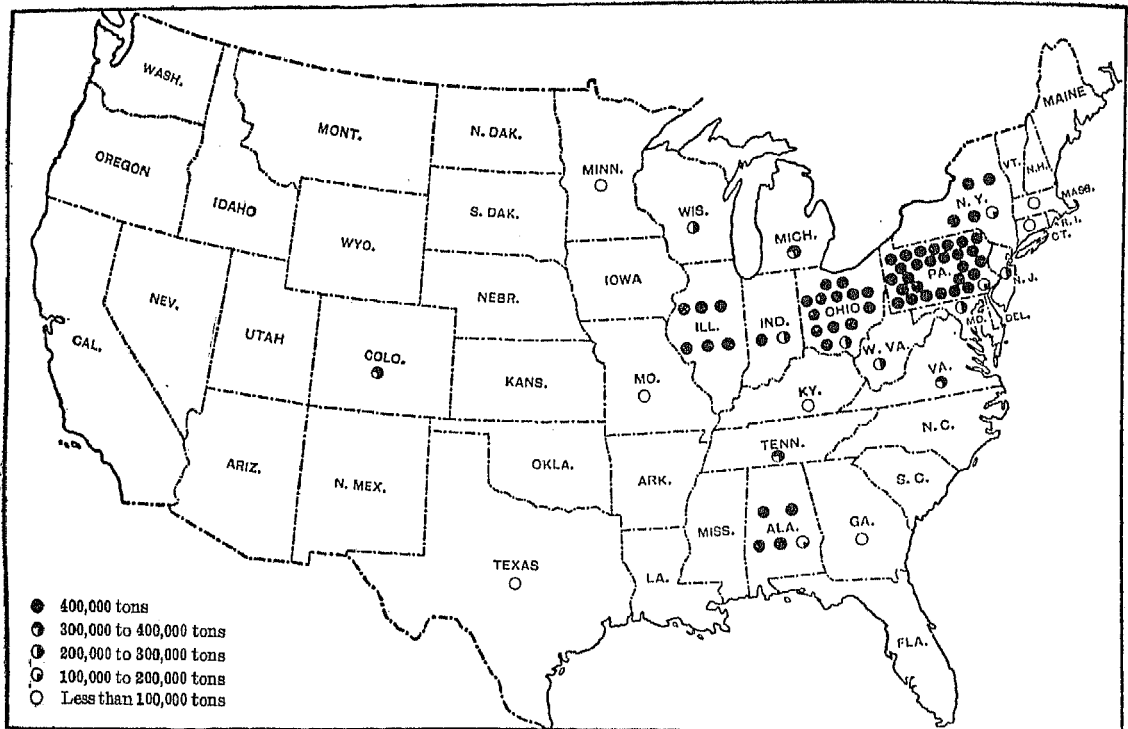 WASH.
MONT.
N. DAK.
MINN.
MAINE
OREGON
IDAHO
S. DAK.
WIS.
MICH.
N. Y.
VT.
N.H.
MASS.
R.I.
CT.
WYO.
IOWA
NEBR.
PA.
N. J.
NEV.
UTAH
COLO.
ILL.
IND.
OHIO
MD.
DEL.
CAL.
KANS.
MO.
KY.
W. VA.
VA.
ARIZ.
N. MEX.
OKLA.
ARK.
TENN.
N. C.
S. C.
TEXAS
LA.
MISS.
ALA.
GA.
FLA.
400,000 tons
300,000 to 400,000 tons
200,000 to 300,000 tons
100,000 to 200,000 tons
Less than 100,000 tons